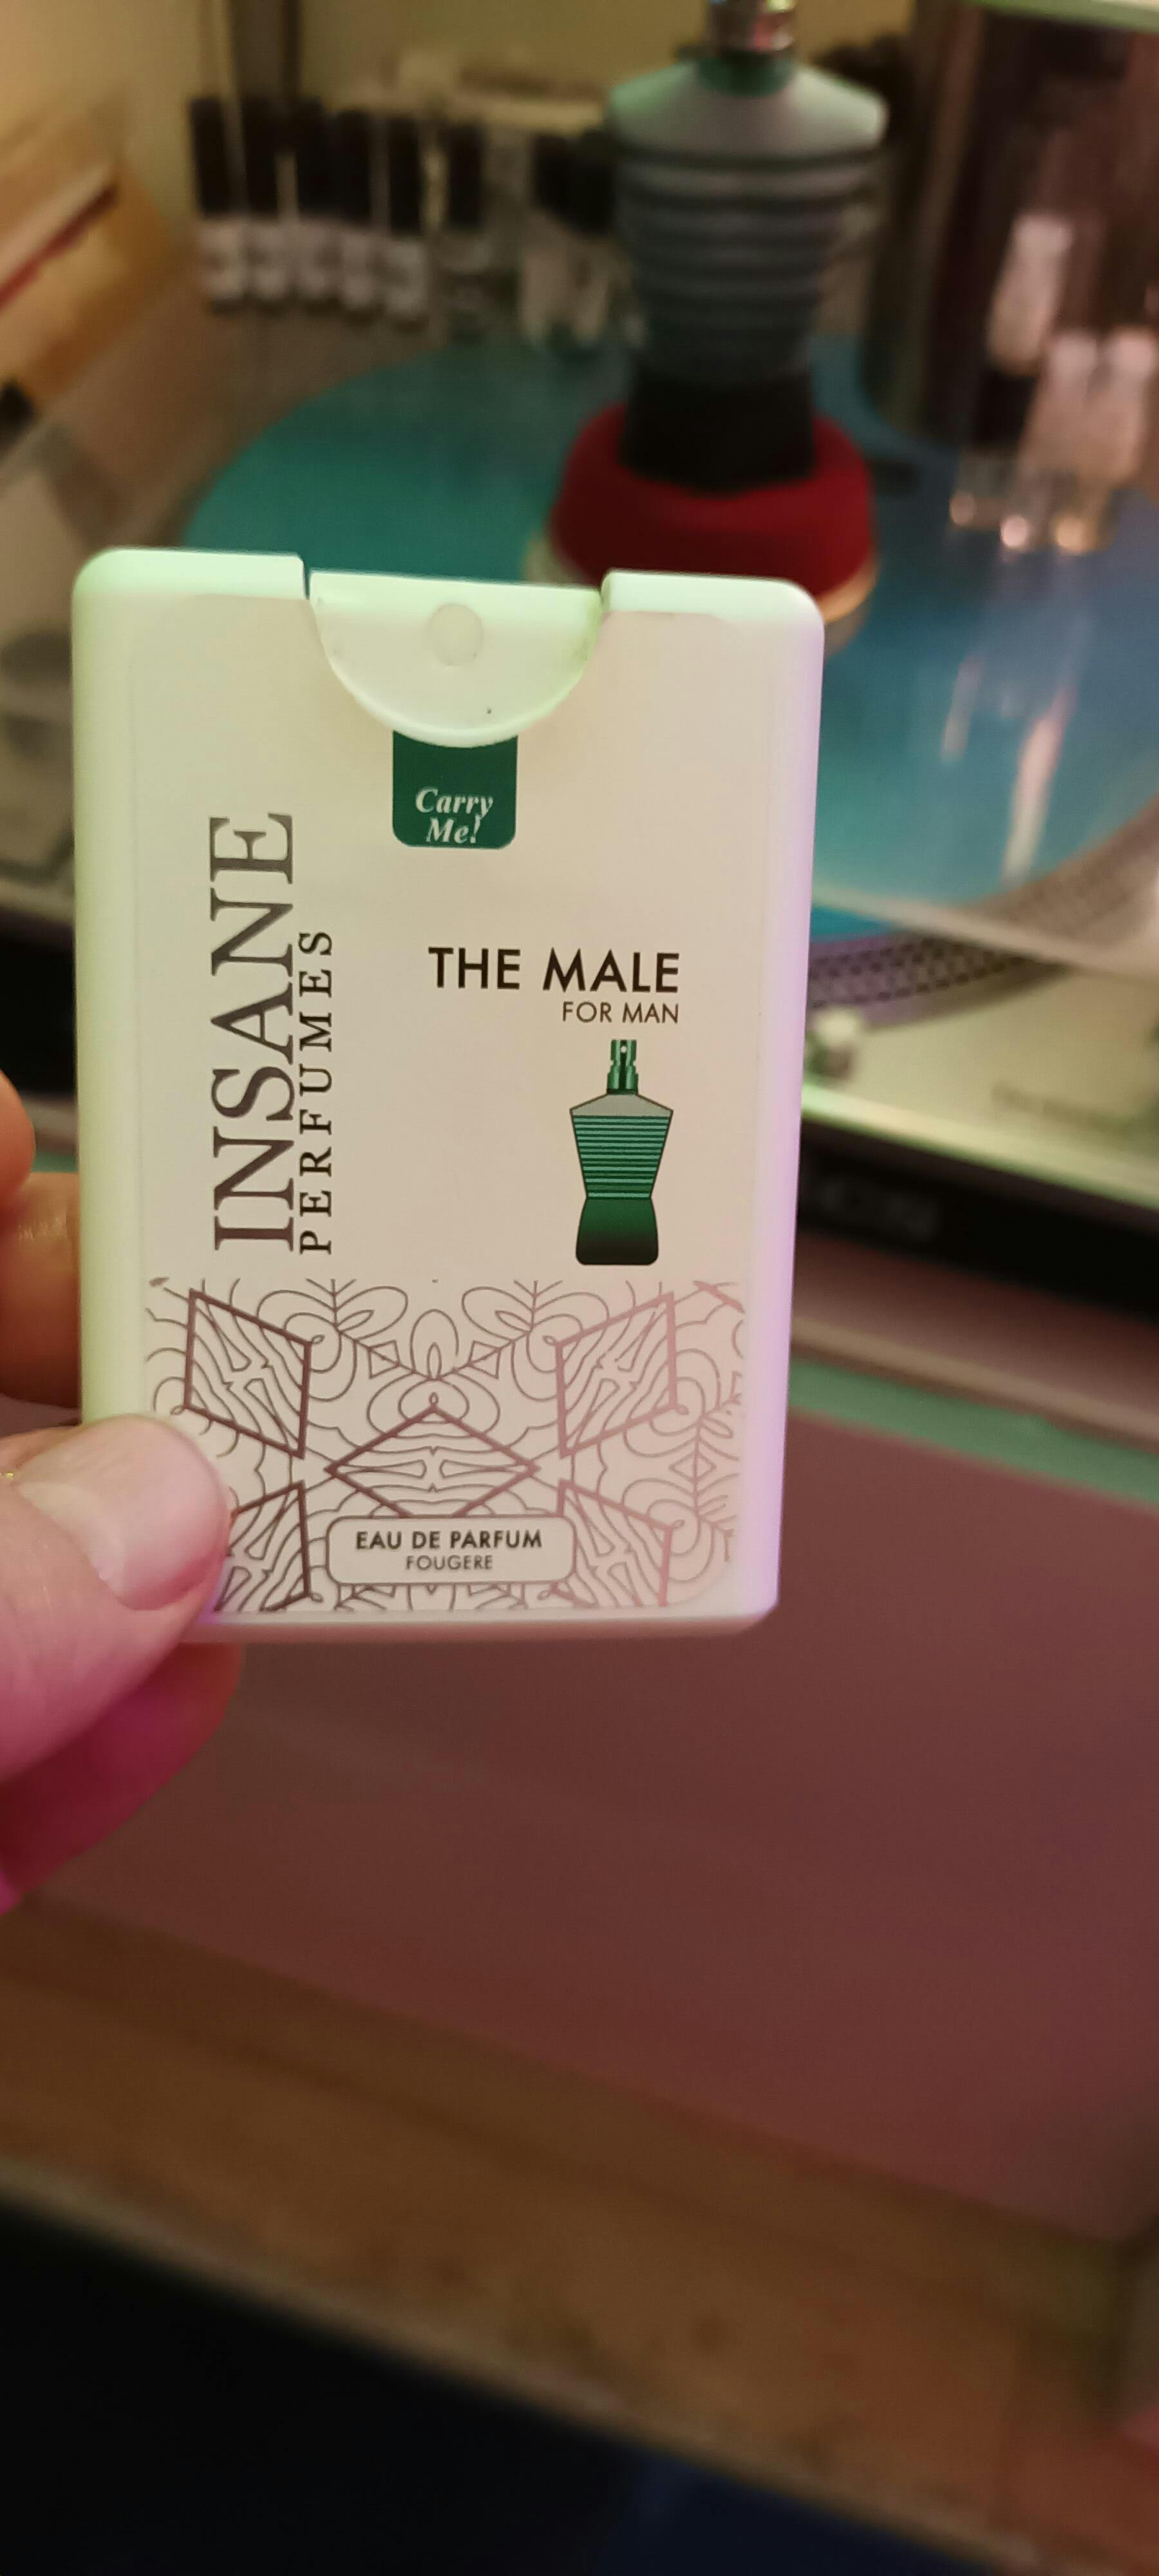 Carry
Me!
INSANE
PERFUMES
THE MALE
FOR MAN
EAU DE PARFUM
FOUGERE